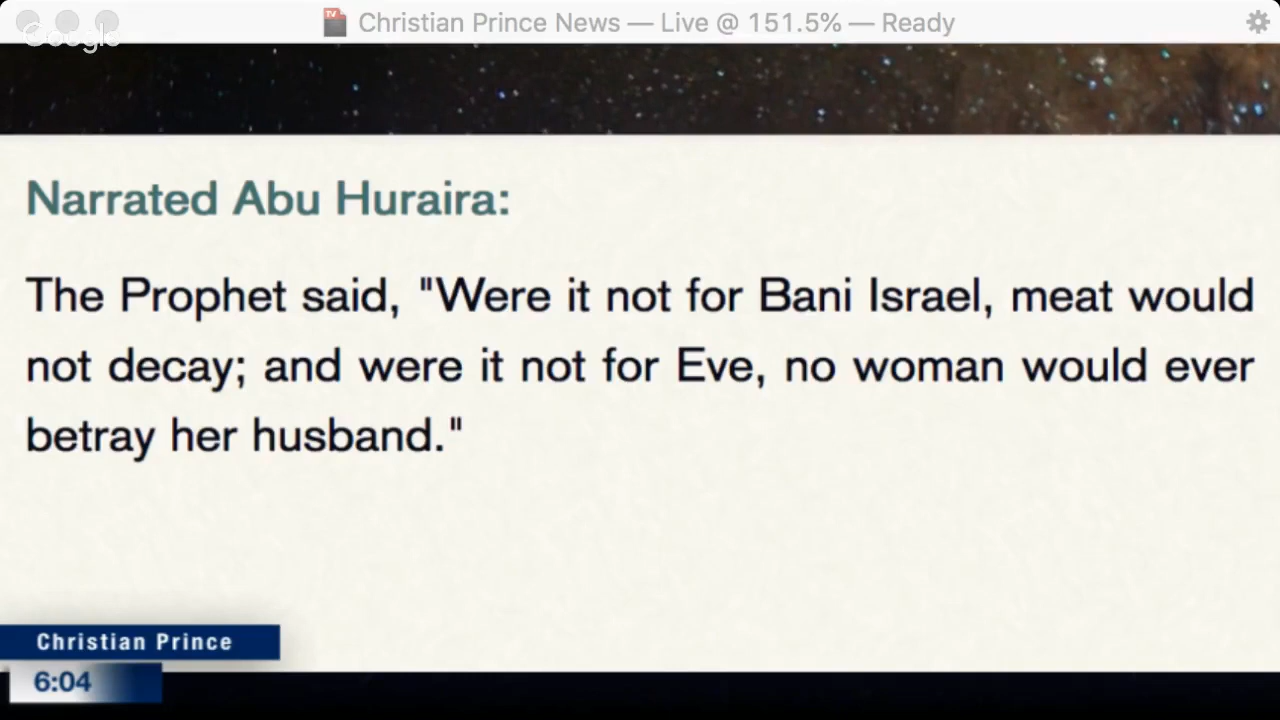 Christian Prince News — Live @ 151.5% — Ready
Google
Narrated Abu Huraira:
The Prophet said, "Were it not for Bani Israel, meat would
not decay; and were it not for Eve, no woman would ever
betray her husband."
Christian Prince
6:04